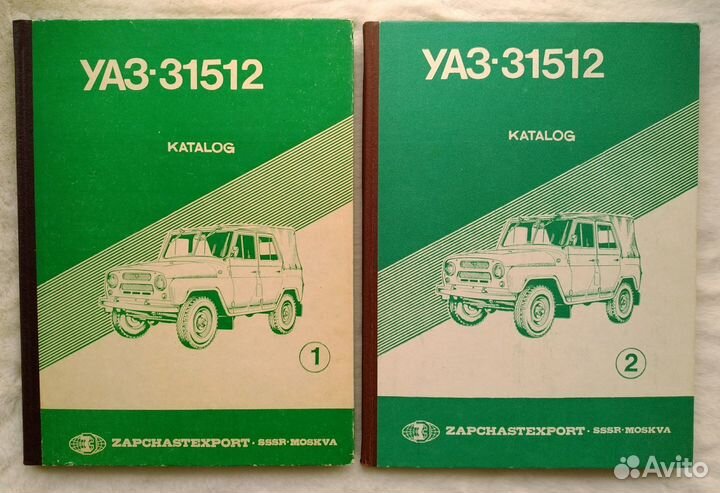 УАЗ-31512
KATALOG
1
ZAPCHASTEXPORT · SSSR-MOSKVA
УАЗ-31512
KATALOG
2
ZAPCHASTEXPORT · SSSR-MOSKVA
Avito